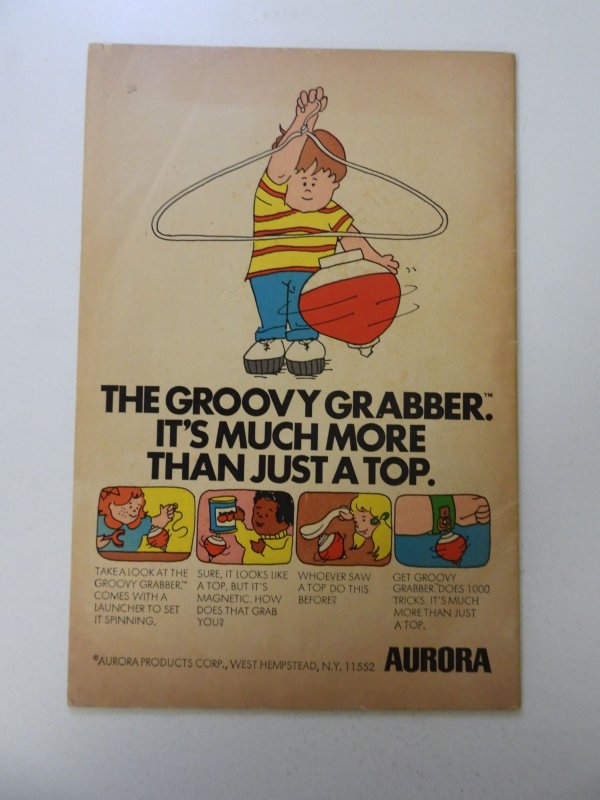 THE GROOVY GRABBER.™
IT'S MUCH MORE
THAN JUST A TOP.
TAKE A LOOK AT THE
GROOVY GRABBER.™
COMES WITH A
LAUNCHER TO SET
IT SPINNING.
SURE, IT LOOKS LIKE
A TOP, BUT IT'S
MAGNETIC. HOW
DOES THAT GRAB
YOU?
WHOEVER SAW
A TOP DO THIS
BEFORE?
GET GROOVY
GRABBER. DOES 1000
TRICKS. IT'S MUCH
MORE THAN JUST
A TOP.
©AURORA PRODUCTS CORP., WEST HEMPSTEAD, N.Y. 11552
AURORA